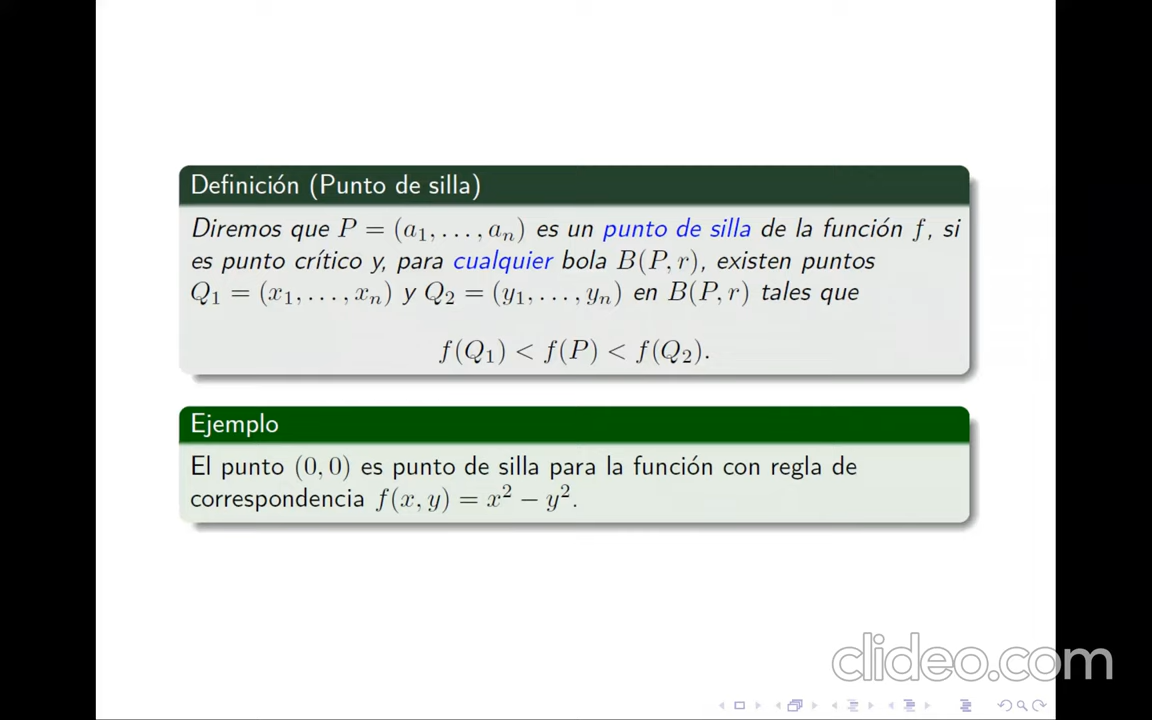 Definición (Punto de silla)
Diremos que P = (a₁, . . . , aₙ) es un punto de silla de la función f, si
es punto crítico y, para cualquier bola B(P, r), existen puntos
Q₁ = (x₁, . . . , xₙ) y Q₂ = (y₁, . . . , yₙ) en B(P, r) tales que
f(Q₁) < f(P) < f(Q₂).
Ejemplo
El punto (0, 0) es punto de silla para la función con regla de
correspondencia f(x, y) = x² − y².
clideo.com